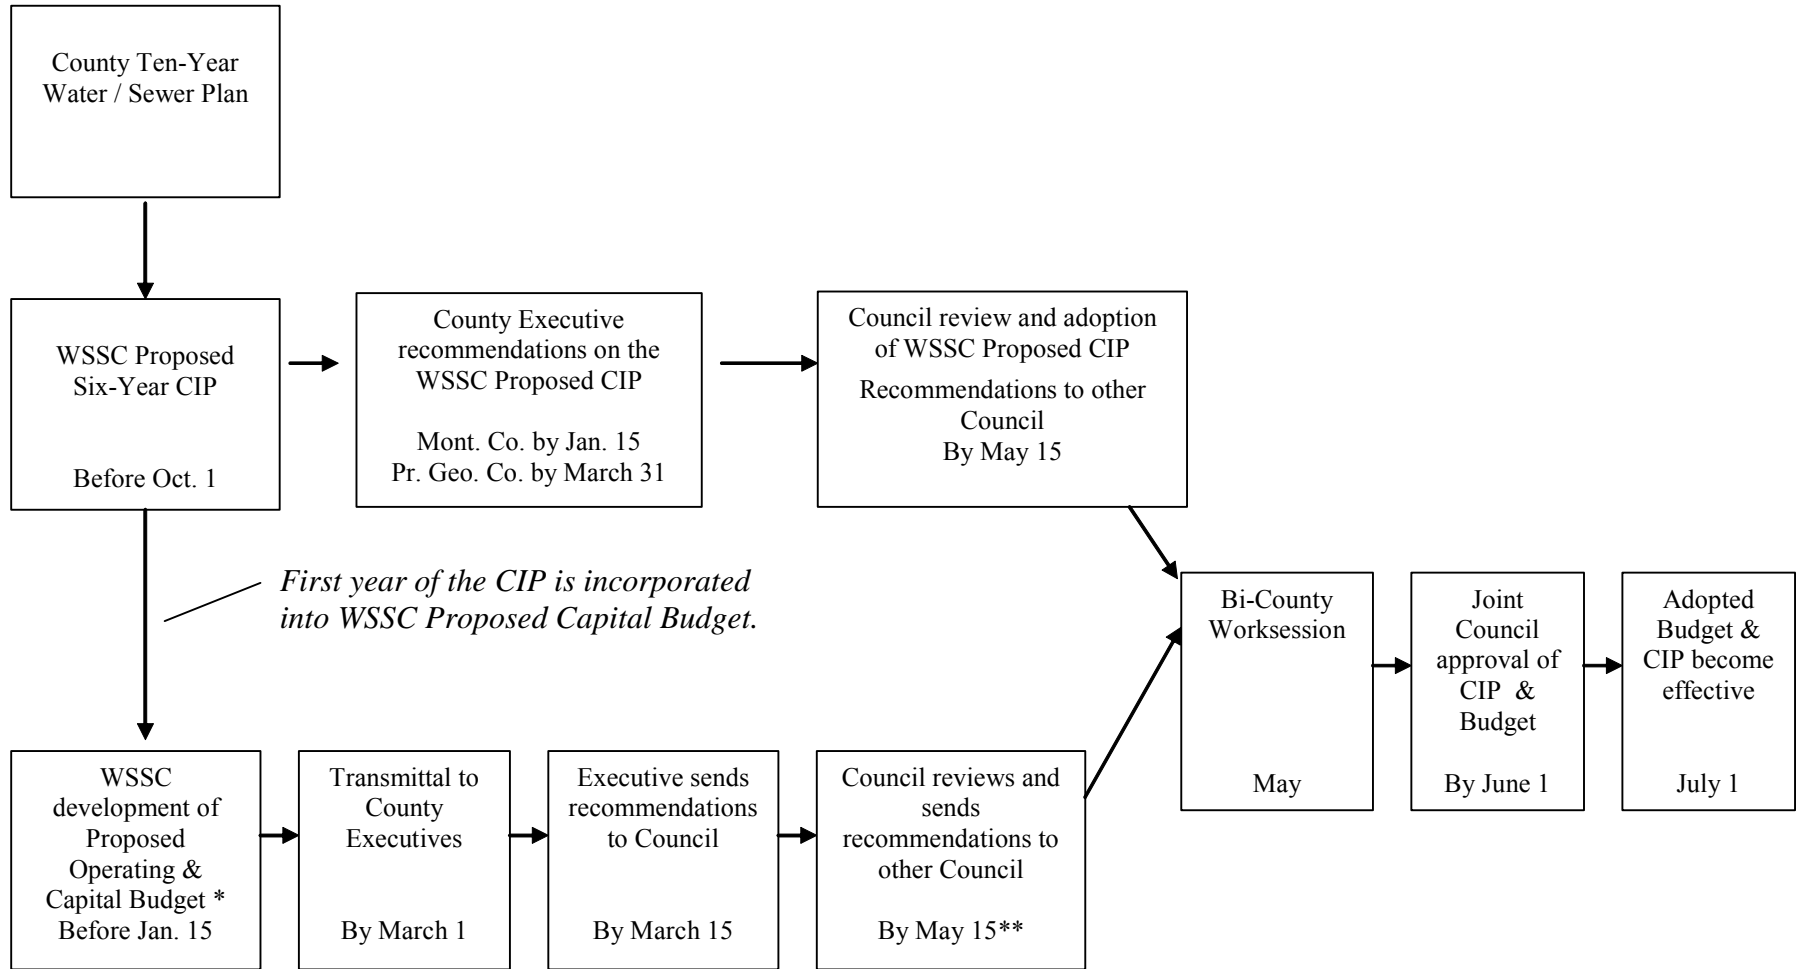 County Ten-Year
Water / Sewer Plan
WSSC Proposed
Six-Year CIP
Before Oct. 1
County Executive
recommendations on the
WSSC Proposed CIP
Mont. Co. by Jan. 15
Pr. Geo. Co. by March 31
Council review and adoption
of WSSC Proposed CIP
Recommendations to other
Council
By May 15
First year of the CIP is incorporated
into WSSC Proposed Capital Budget.
WSSC
development of
Proposed
Operating &
Capital Budget *
Before Jan. 15
Transmittal to
County
Executives
By March 1
Executive sends
recommendations
to Council
By March 15
Council reviews and
sends
recommendations to
other Council
By May 15**
Bi-County
Worksession
May
Joint
Council
approval of
CIP &
Budget
By June 1
Adopted
Budget &
CIP become
effective
July 1